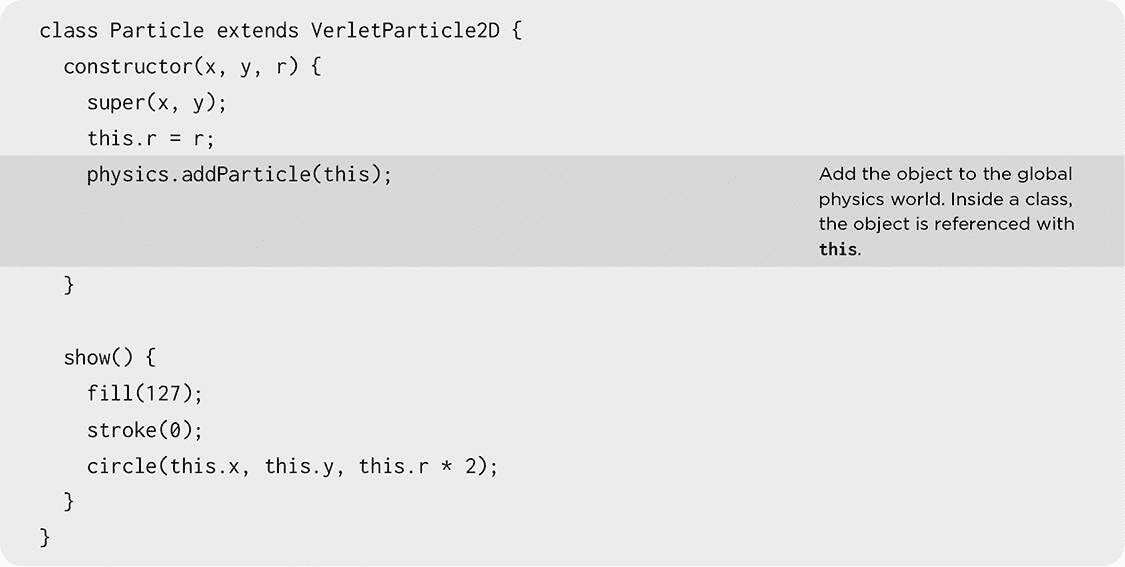 class Particle extends VerletParticle2D {
  constructor(x, y, r) {
    super(x, y);
    this.r = r;
    physics.addParticle(this);
Add the object to the global
physics world. Inside a class,
the object is referenced with
this.
  }
  show() {
    fill(127);
    stroke(0);
    circle(this.x, this.y, this.r * 2);
  }
}